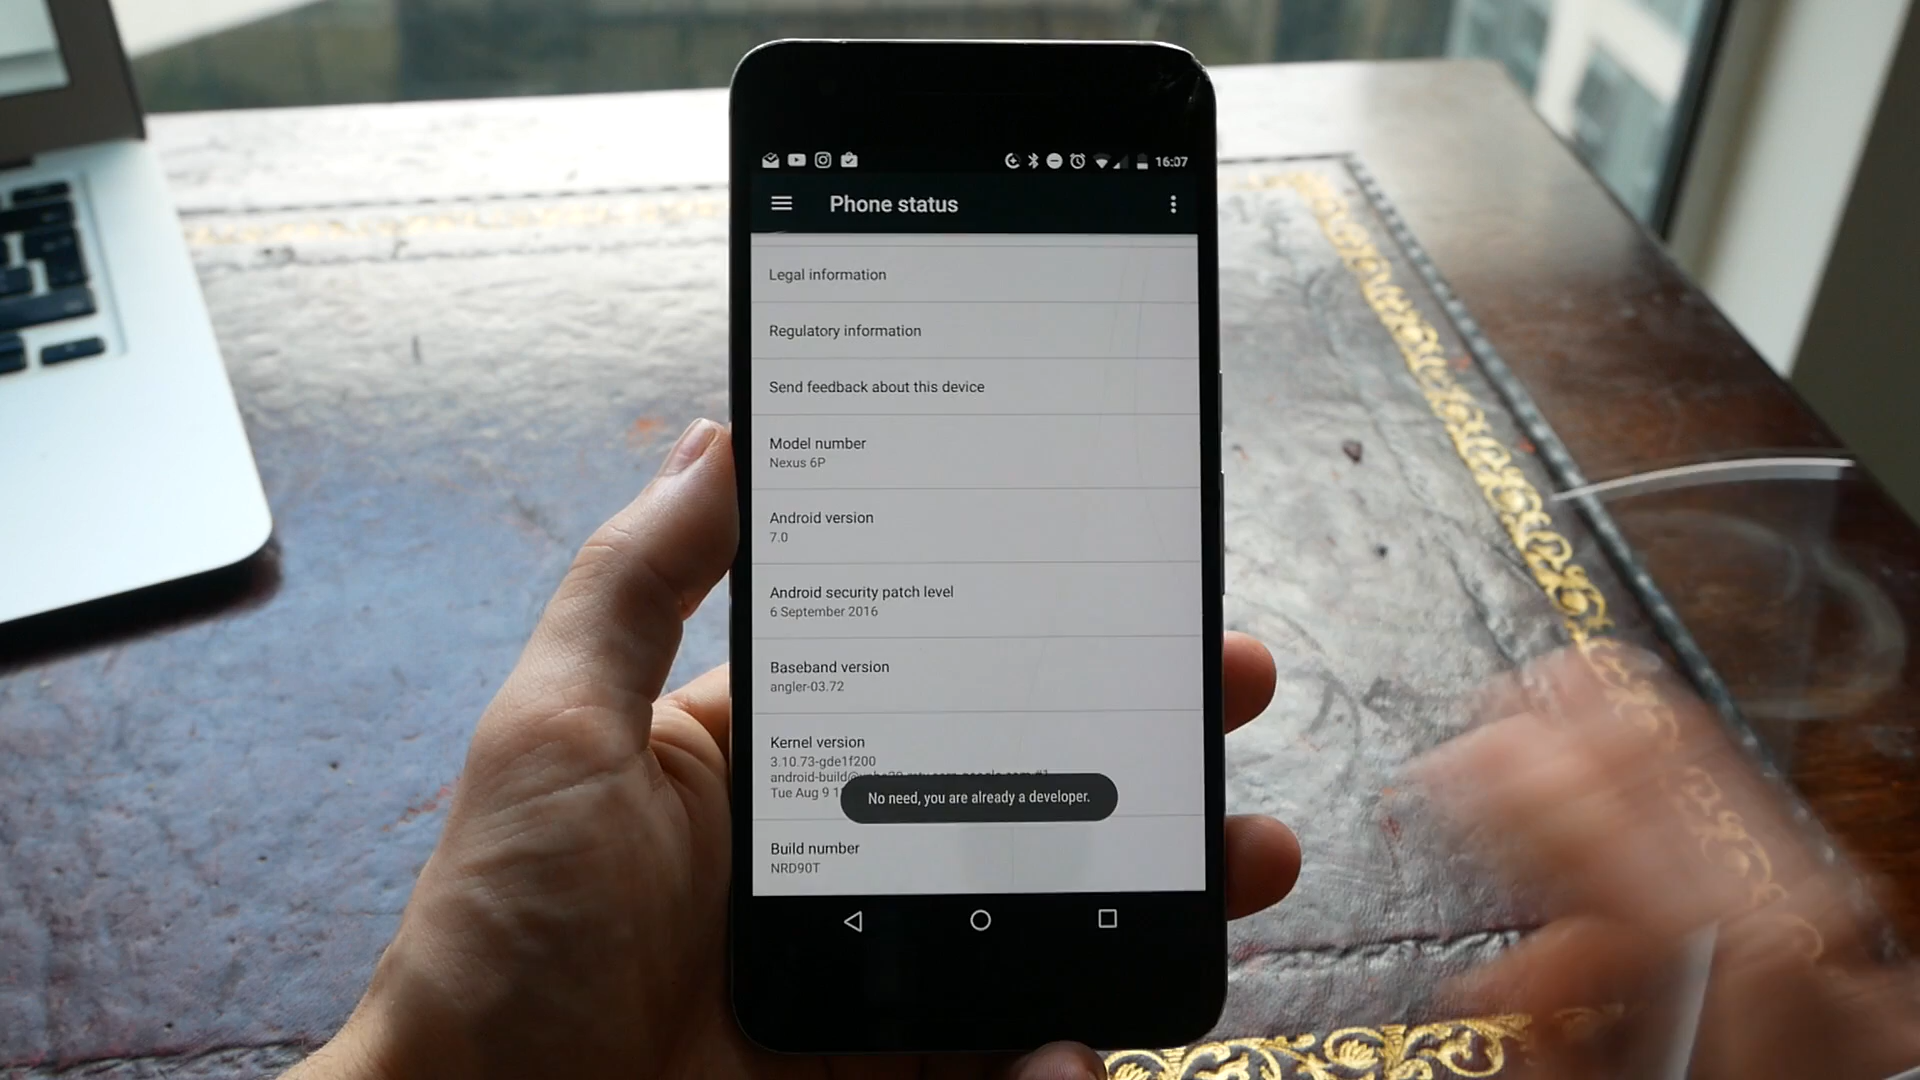 16:07
Phone status
Legal information
Regulatory information
Send feedback about this device
Model number
Nexus 6P
Android version
7.0
Android security patch level
6 September 2016
Baseband version
angler-03.72
Kernel version
3.10.73-gde1f200
Tue Aug 9
No need, you are already a developer.
Build number
NRD90T